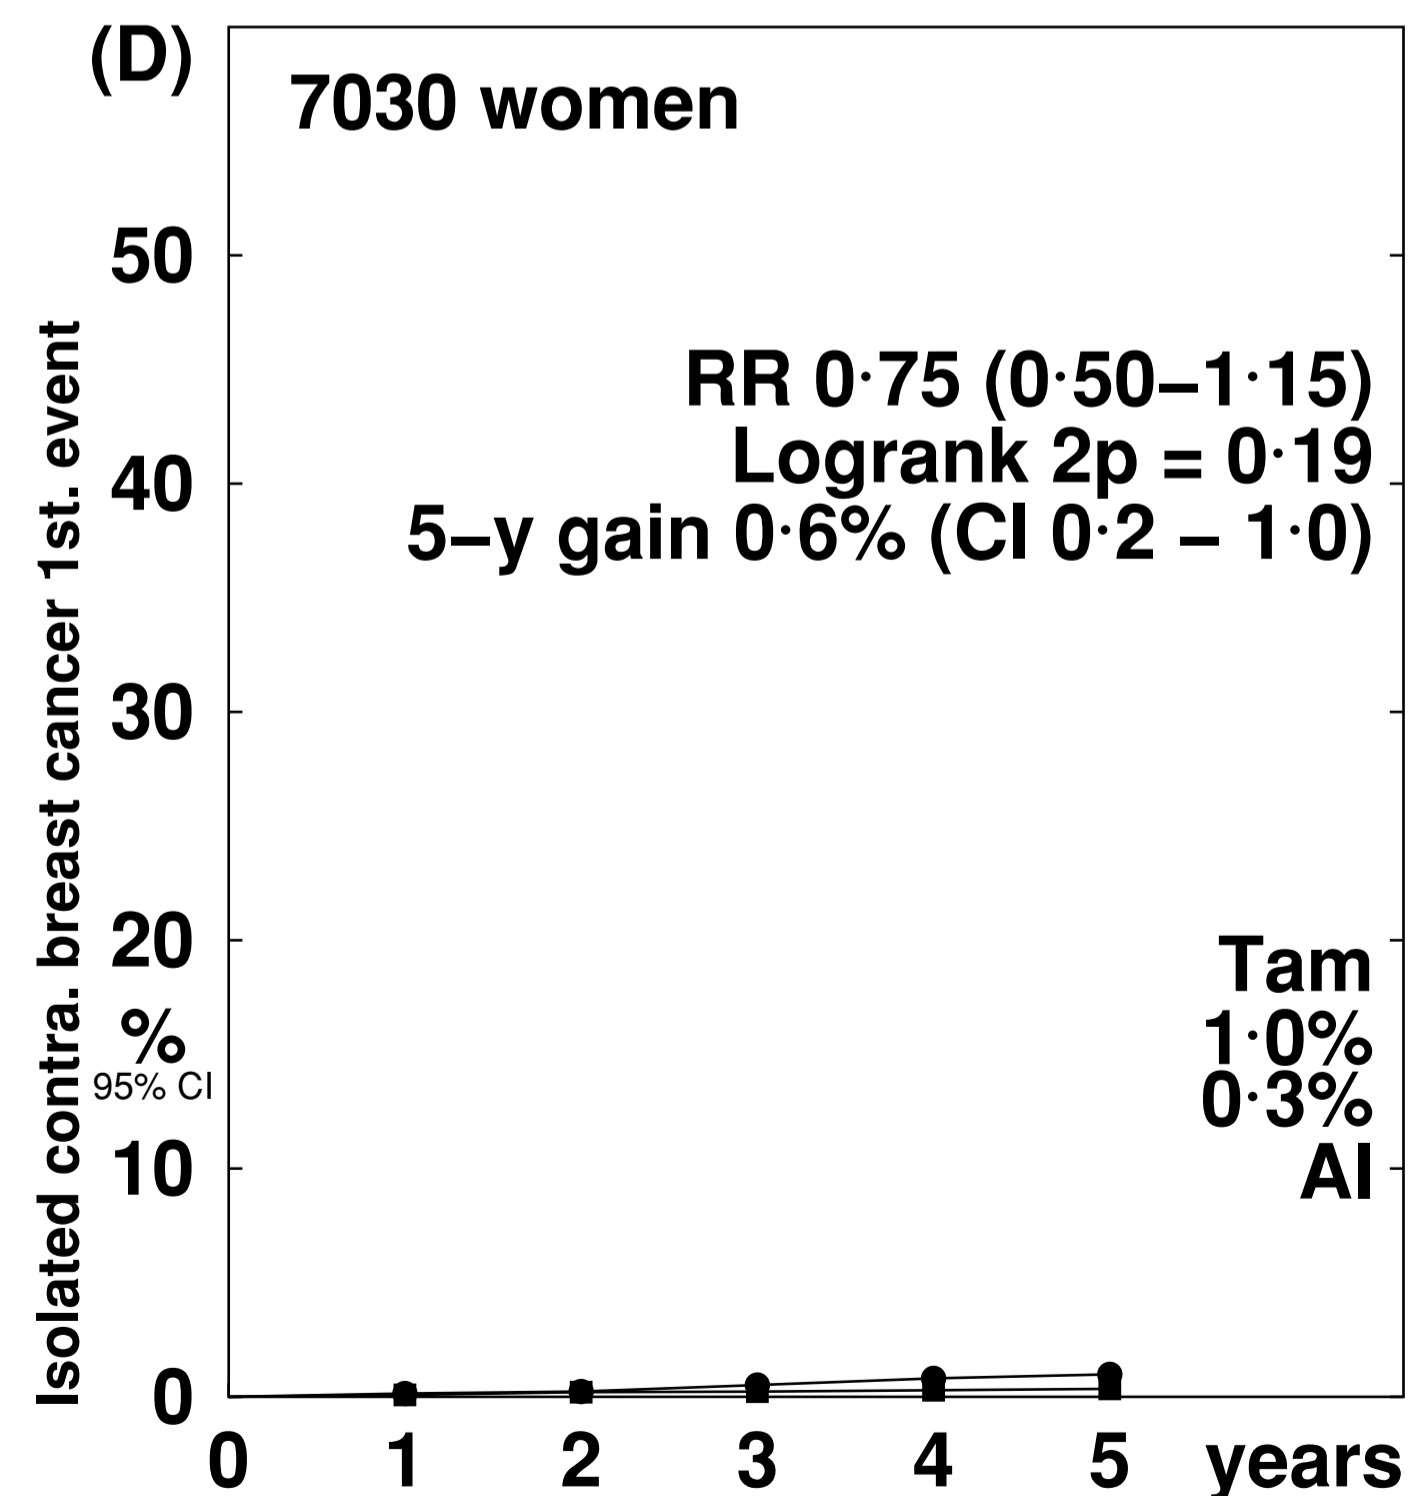 (D)
7030 women
50
RR 0·75 (0·50–1·15)
Logrank 2p = 0·19
40
5–y gain 0·6% (CI 0·2 – 1·0)
Isolated contra. breast cancer 1st. event
30
20
Tam
%
1·0%
95% CI
0·3%
10
AI
0
0 1 2 3 4 5 years